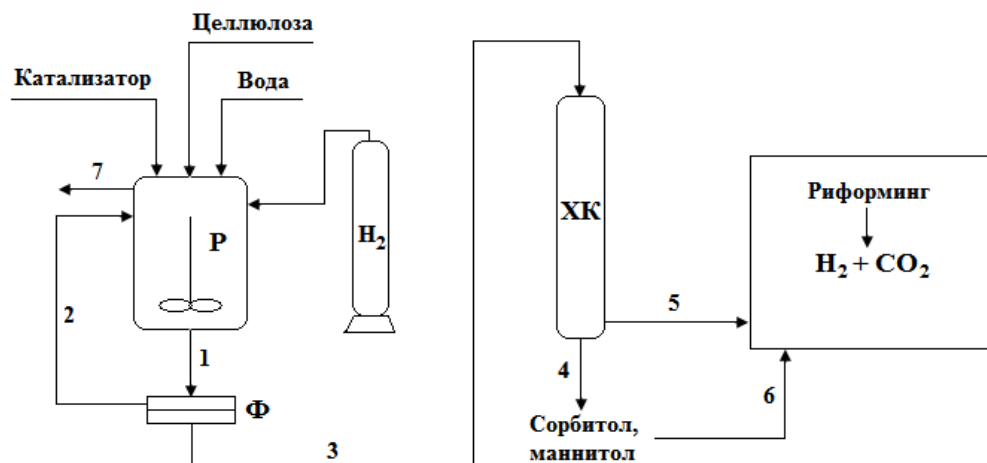 Целлюлоза
Катализатор
Вода
7
Р
H₂
2
1
Ф
3
ХК
5
4
Сорбитол,
маннитол
6
Риформинг
H₂ + CO₂